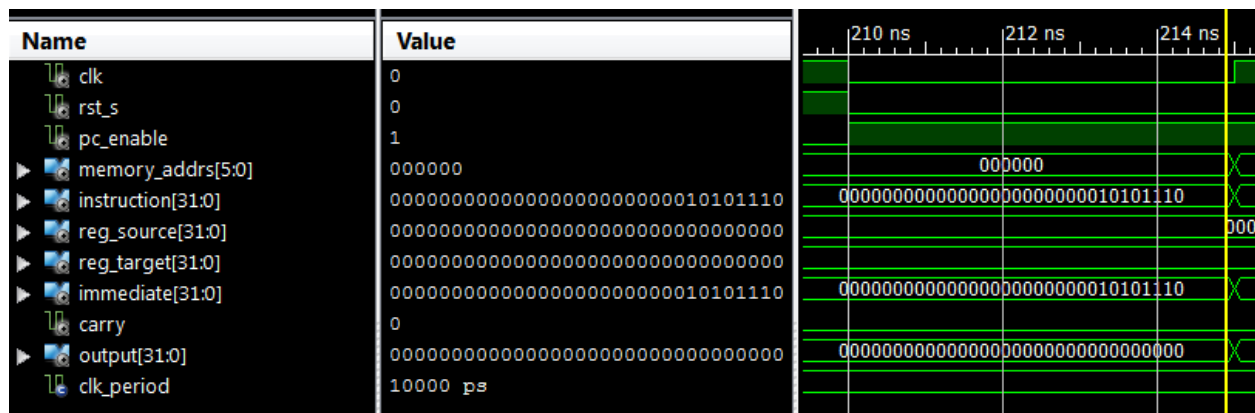 Name Value 210 ns 212 ns 214 ns
clk 0
rst_s 0
pc_enable 1
memory_addrs[5:0] 000000 000000
instruction[31:0] 00000000000000000000000010101110 00000000000000000000000010101110
reg_source[31:0] 00000000000000000000000000000000 000
reg_target[31:0] 00000000000000000000000000000000
immediate[31:0] 00000000000000000000000010101110 00000000000000000000000010101110
carry 0
output[31:0] 00000000000000000000000000000000 00000000000000000000000000000000
clk_period 10000 ps